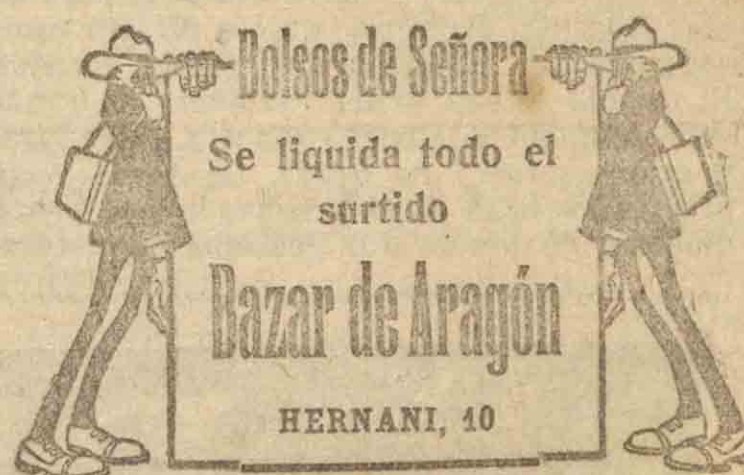 Bolsos de Señora
Se liquida todo el
surtido
Bazar de Aragón
HERNANI, 10